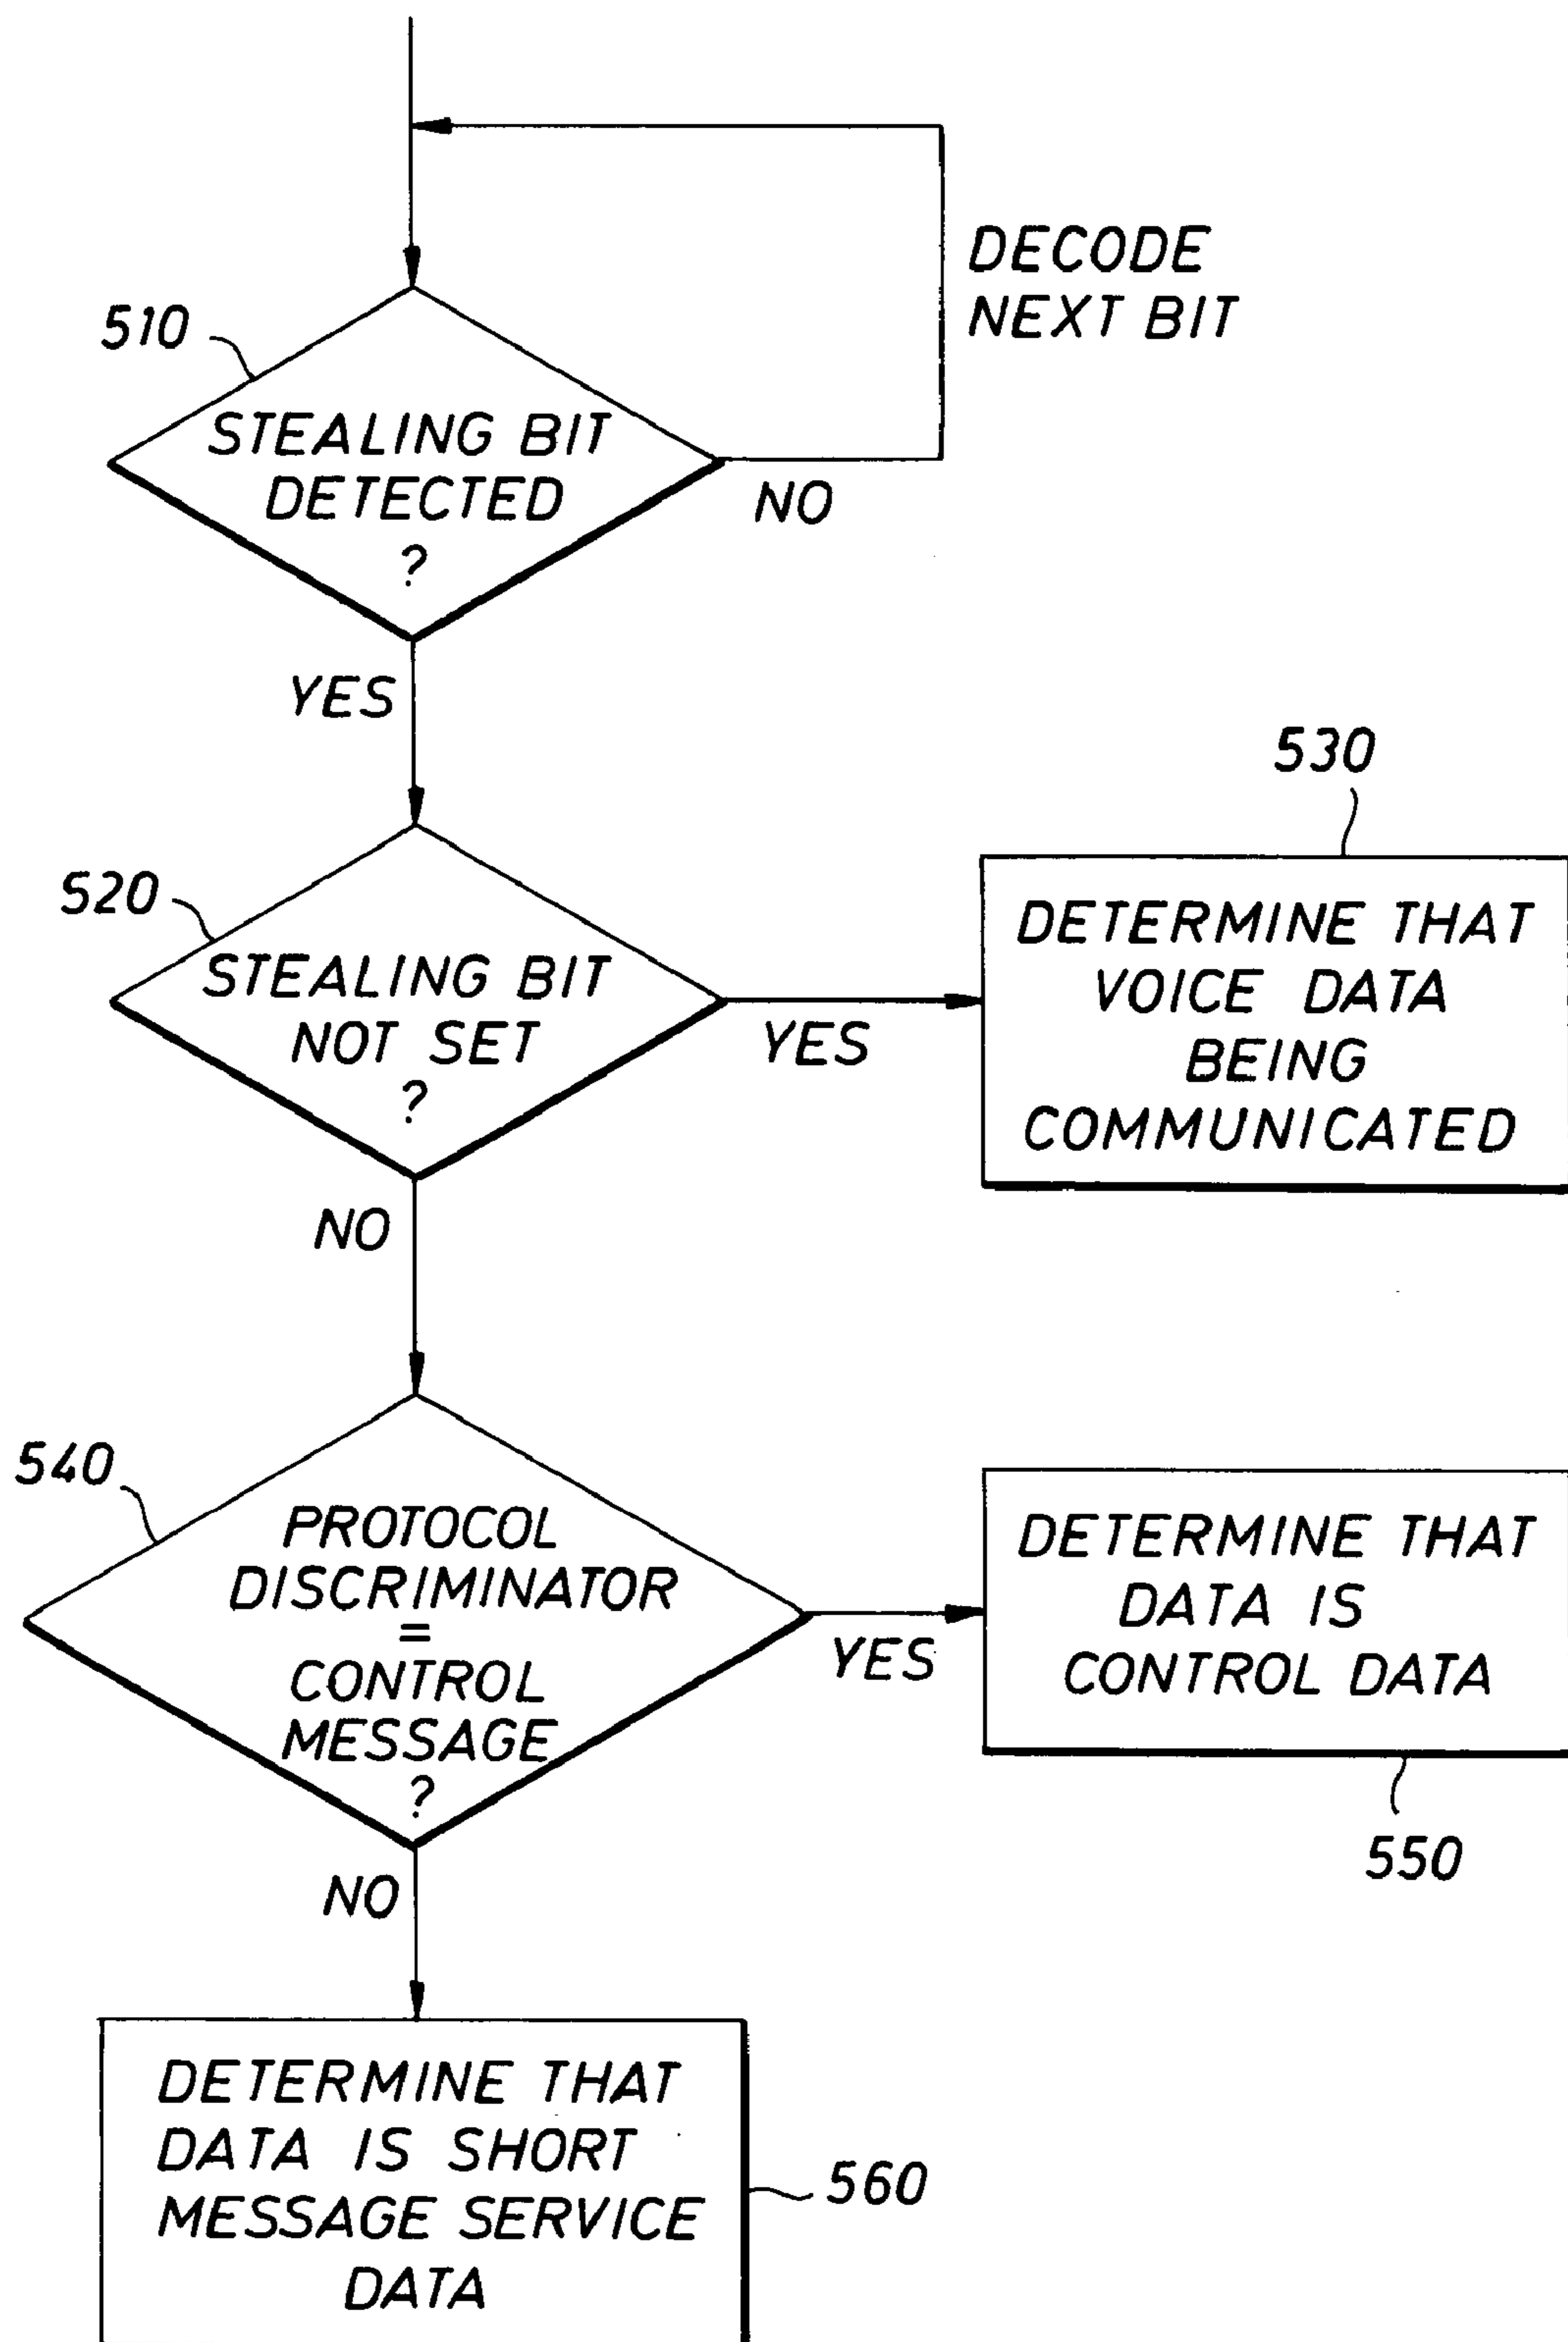 DECODE
NEXT BIT
510
STEALING BIT
DETECTED
?
NO
YES
530
520
STEALING BIT
NOT SET
?
YES
DETERMINE THAT
VOICE DATA
BEING
COMMUNICATED
NO
540
PROTOCOL
DISCRIMINATOR
=
CONTROL
MESSAGE
?
YES
DETERMINE THAT
DATA IS
CONTROL DATA
550
NO
DETERMINE THAT
DATA IS SHORT
MESSAGE SERVICE
DATA
560